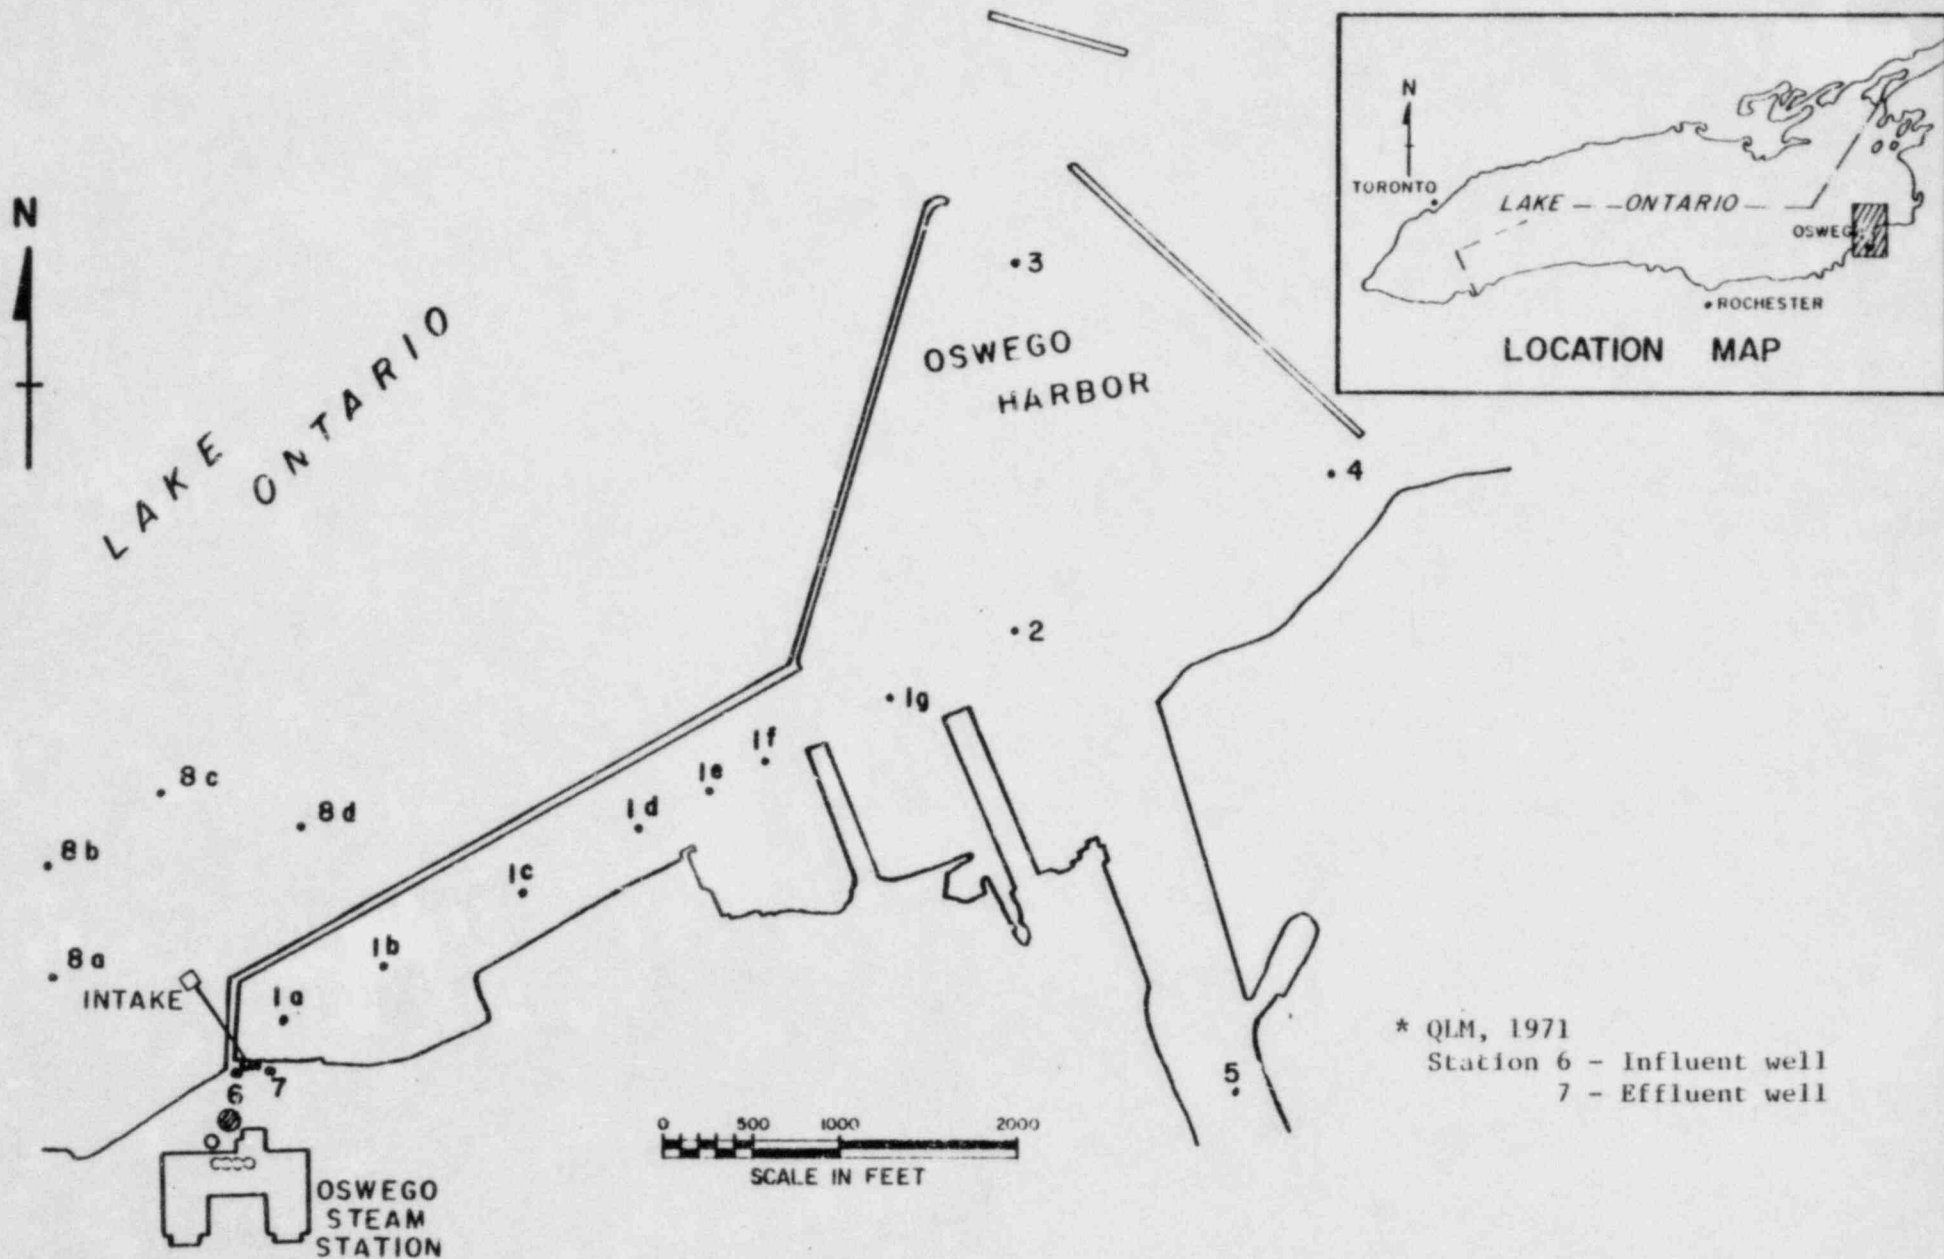 N
TORONTO
LAKE ONTARIO
ROCHESTER
LOCATION MAP
N
LAKE
ONTARIO
OSWEGO
HARBOR
3
4
2
1g
1f
1e
1d
1c
1b
1a
8c
8d
8b
8a
INTAKE
6
7
5
* QLM, 1971
Station 6 - Influent well
7 - Effluent well
0 500 1000 2000
SCALE IN FEET
OSWEGO
STEAM
STATION